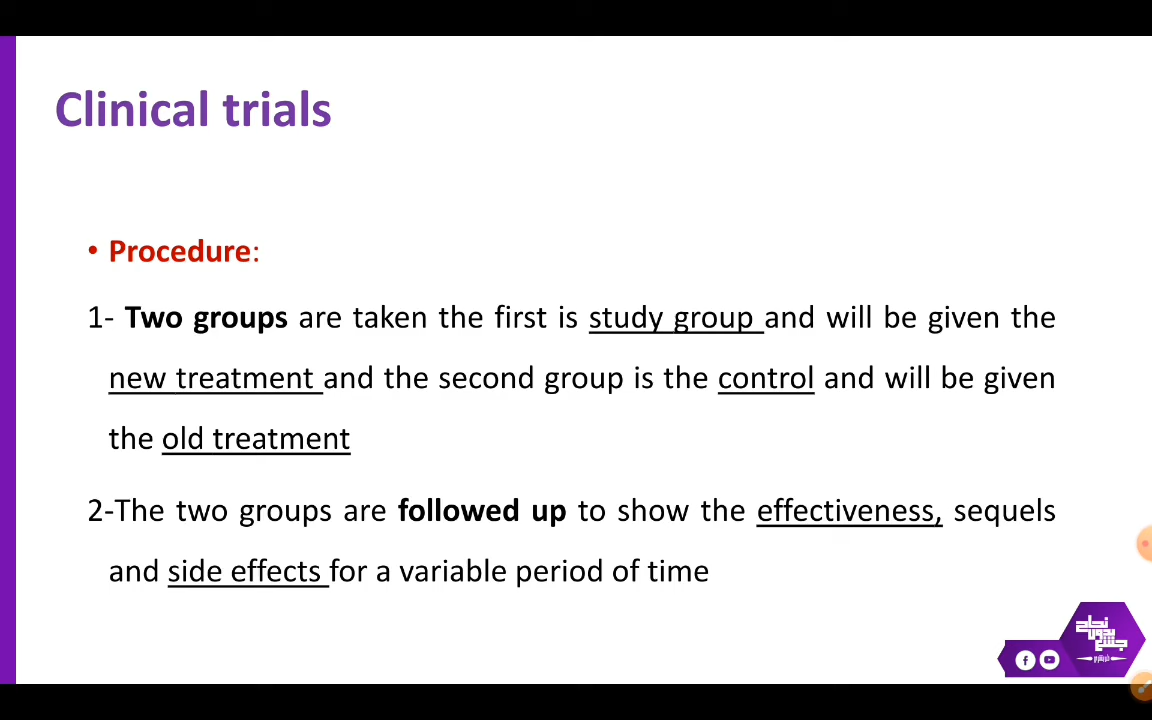 Clinical trials
• Procedure:
1- Two groups are taken the first is study group and will be given the
new treatment and the second group is the control and will be given
the old treatment
2-The two groups are followed up to show the effectiveness, sequels
and side effects for a variable period of time